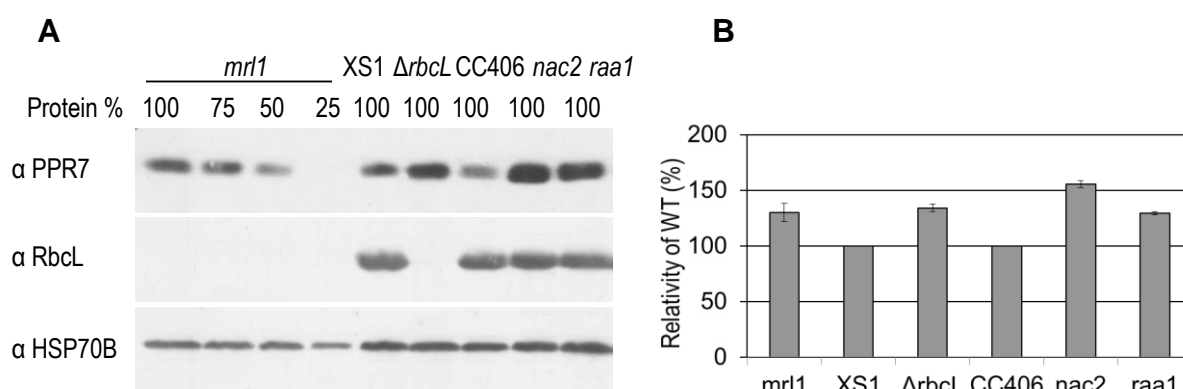 A
mrl1 XS1 ΔrbcL CC406 nac2 raa1
Protein % 100 75 50 25 100 100 100 100 100
α PPR7
α RbcL
α HSP70B
B
Relativity of WT (%)
200
150
100
50
0
mrl1 XS1 ΔrbcL CC406 nac2 raa1